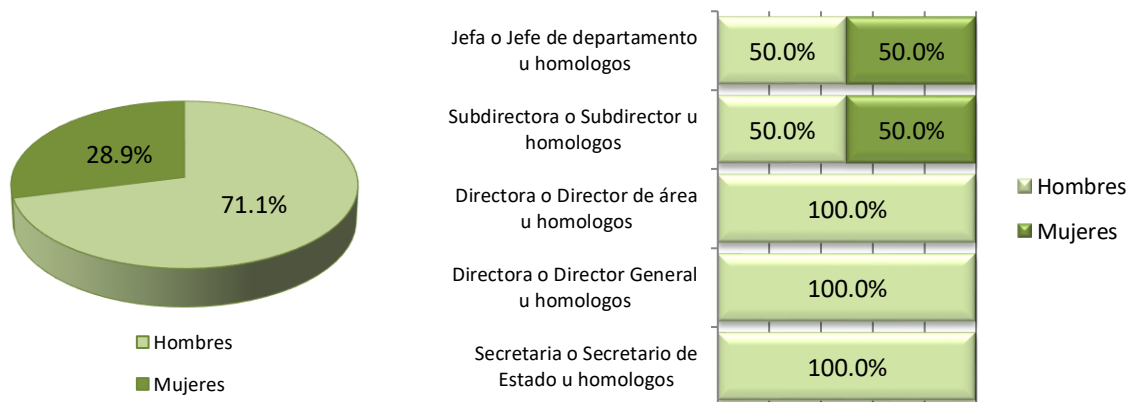 28.9%
71.1%
Hombres
Mujeres
Jefa o Jefe de departamento
u homologos
50.0% 50.0%
Subdirectora o Subdirector u
homologos
50.0% 50.0%
Directora o Director de área
u homologos
100.0%
Directora o Director General
u homologos
100.0%
Secretaria o Secretario de
Estado u homologos
100.0%
Hombres
Mujeres